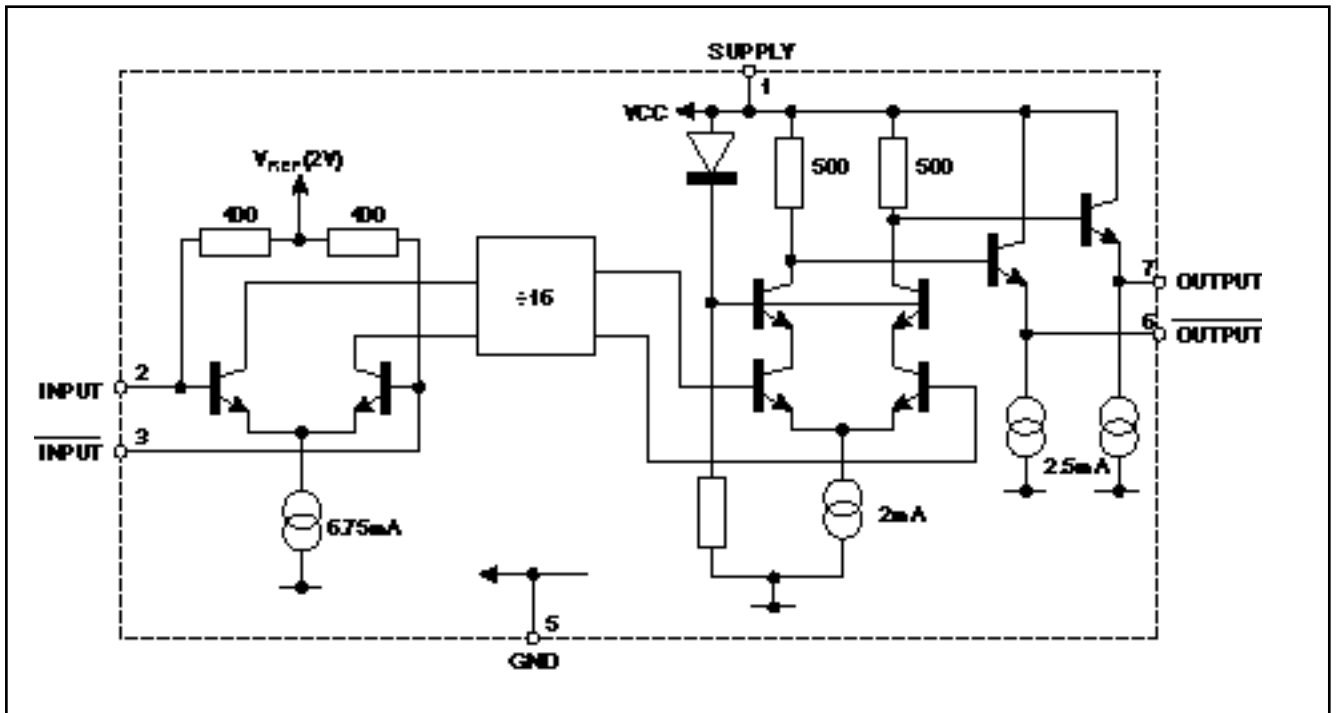 SUPPLY
1
VCC
VREF(2V)
400
400
500
500
÷16
7
OUTPUT
6
OUTPUT
2
INPUT
3
INPUT
6.75mA
2mA
2.5mA
5
GND